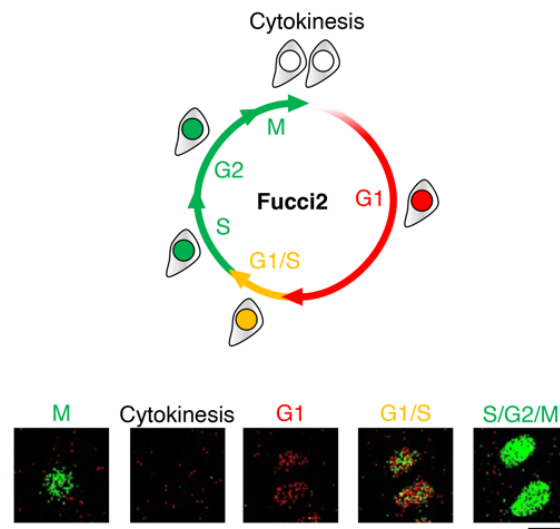 Cytokinesis
M
G2
Fucci2
G1
S
G1/S
M Cytokinesis G1 G1/S S/G2/M